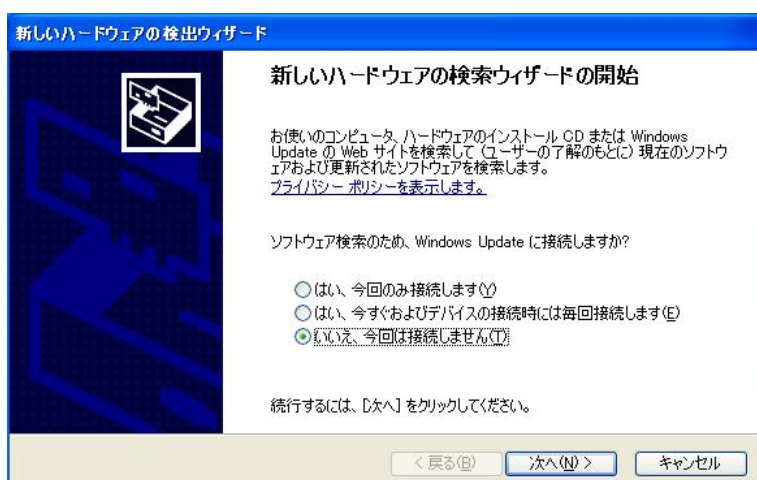 新しいハードウェアの検出ウィザード
新しいハードウェアの検索ウィザードの開始
お使いのコンピュータ、ハードウェアのインストール CD または Windows
Update の Web サイトを検索して (ユーザーの了解のもとに) 現在のソフトウ
ェアおよび更新されたソフトウェアを検索します。
プライバシー ポリシーを表示します。
ソフトウェア検索のため、Windows Update に接続しますか?
はい、今回のみ接続します(Y)
はい、今すぐおよびデバイスの接続時には毎回接続します(E)
いいえ、今回は接続しません(T)
続行するには、[次へ] をクリックしてください。
< 戻る(B) 次へ(N) > キャンセル